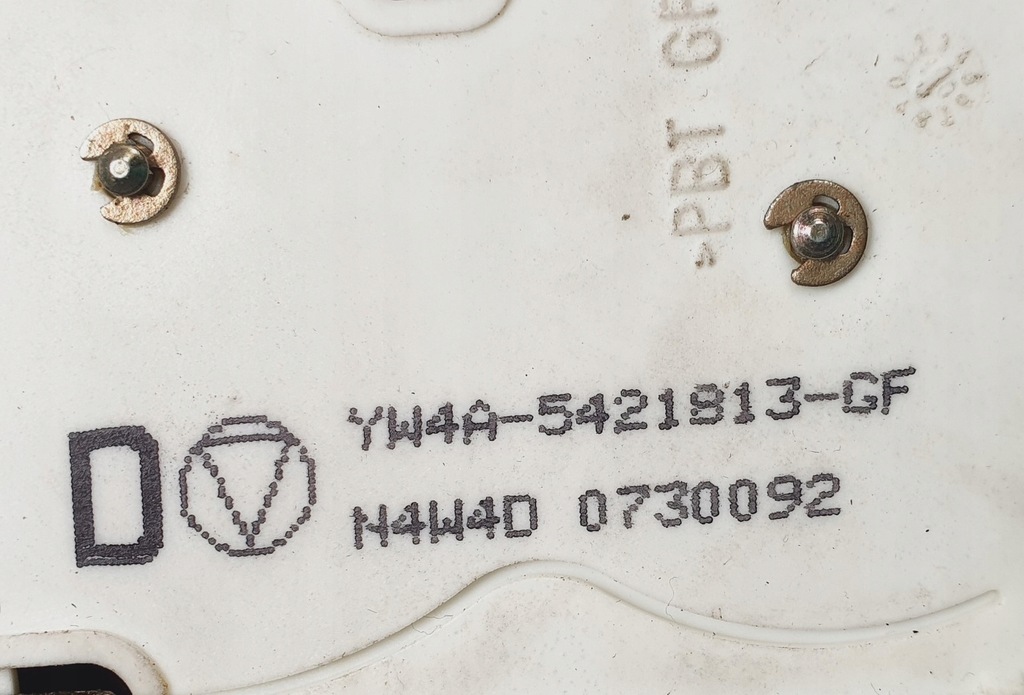 >PBT GF
D V YW4A-5421813-GF
N4W4D 0730092